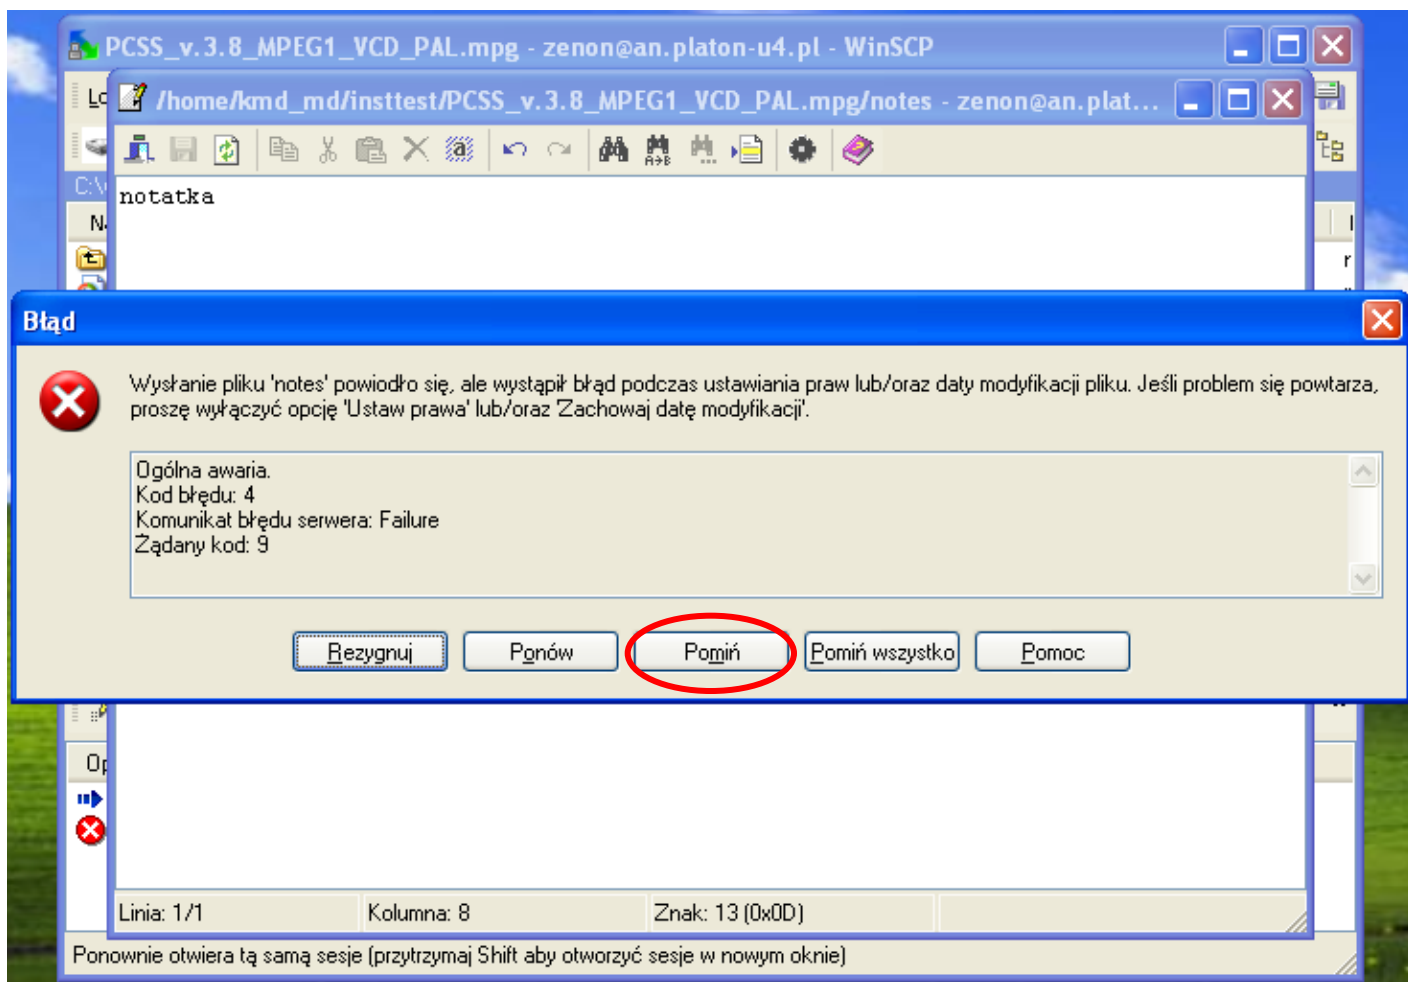 PCSS_v.3.8_MPEG1_VCD_PAL.mpg - zenon@an.platon-u4.pl - WinSCP
/home/kmd_md/insttest/PCSS_v.3.8_MPEG1_VCD_PAL.mpg/notes - zenon@an.plat...
A→B
C:\
notatka
Błąd
Wysłanie pliku 'notes' powiodło się, ale wystąpił błąd podczas ustawiania praw lub/oraz daty modyfikacji pliku. Jeśli problem się powtarza,
proszę wyłączyć opcję 'Ustaw prawa' lub/oraz 'Zachowaj datę modyfikacji'.
Ogólna awaria.
Kod błędu: 4
Komunikat błędu serwera: Failure
Żądany kod: 9
Rezygnuj Ponów Pomiń Pomiń wszystko Pomoc
Op
Linia: 1/1 Kolumna: 8 Znak: 13 (0x0D)
Ponownie otwiera tą samą sesje (przytrzymaj Shift aby otworzyć sesje w nowym oknie)